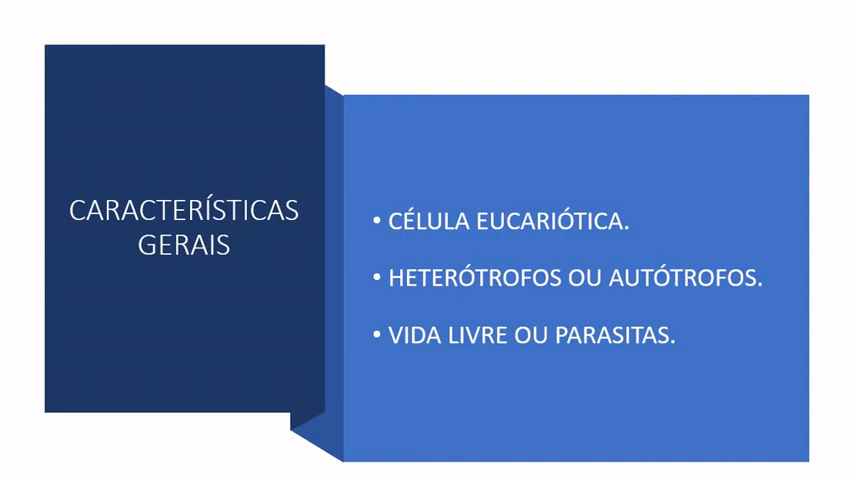 CARACTERÍSTICAS
GERAIS
• CÉLULA EUCARIÓTICA.
• HETERÓTROFOS OU AUTÓTROFOS.
• VIDA LIVRE OU PARASITAS.